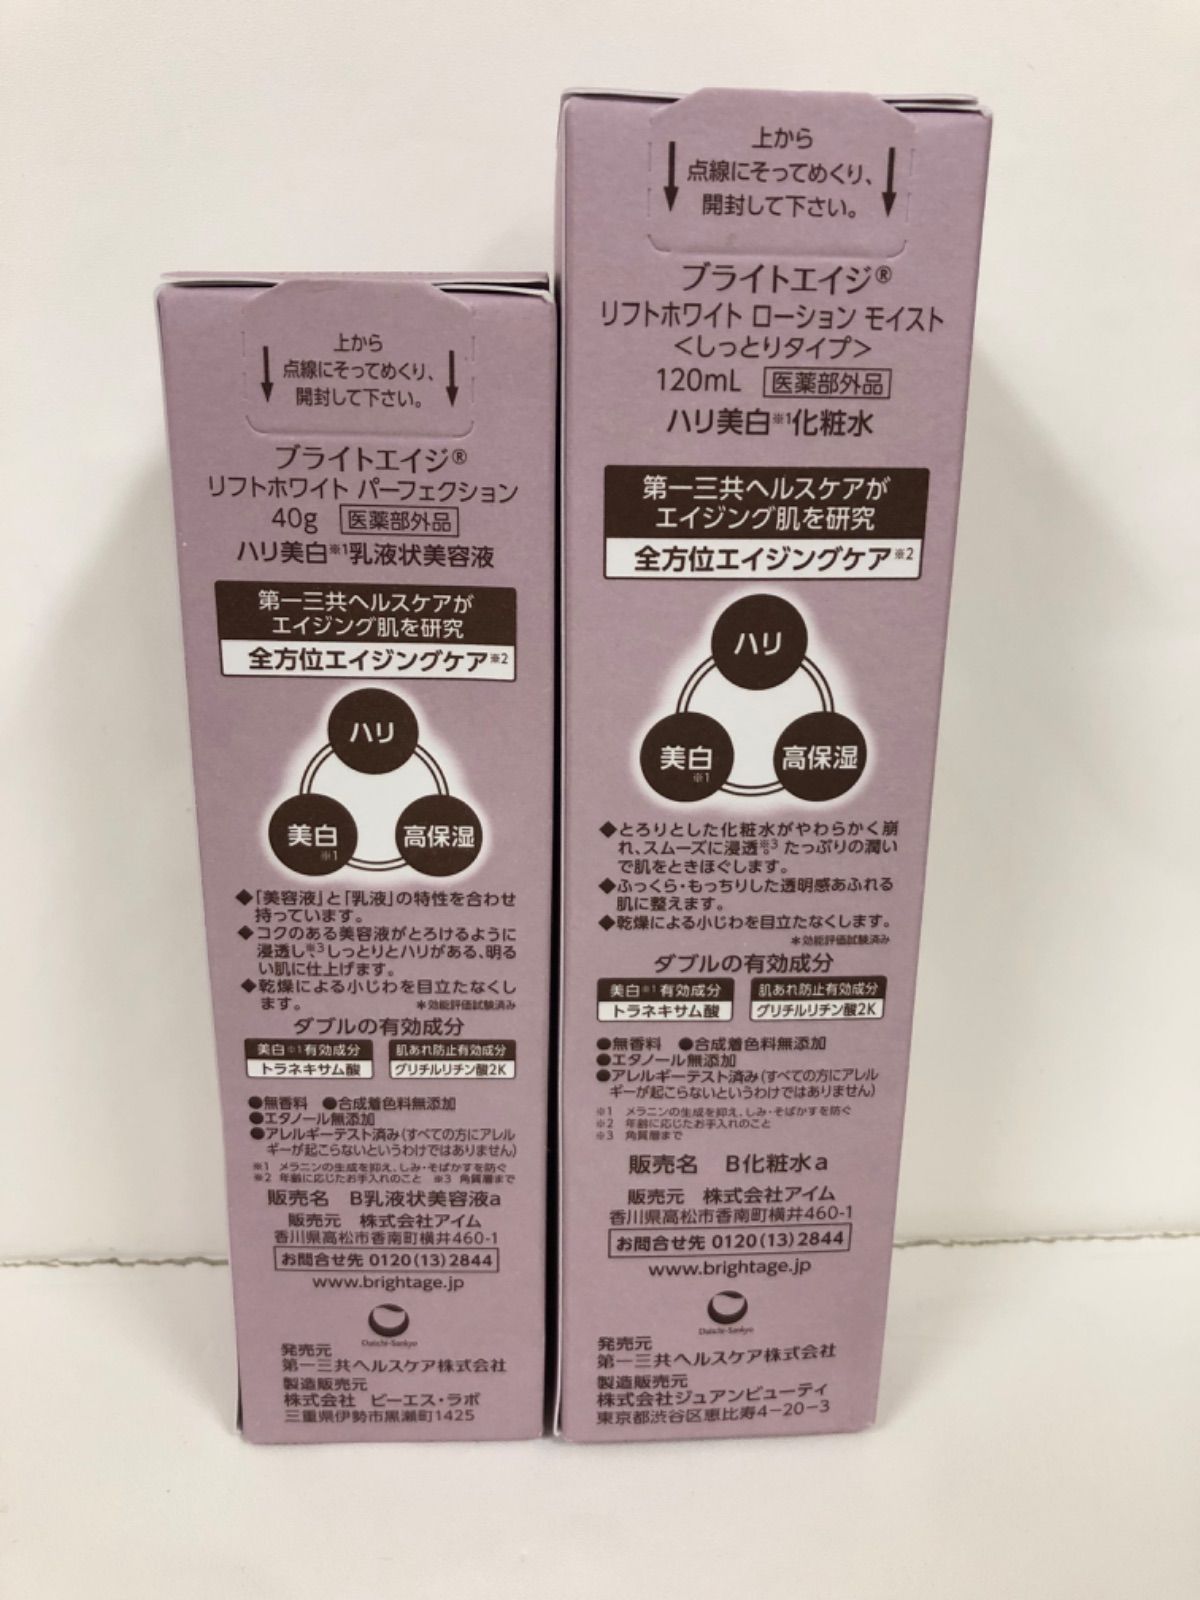 上から
点線にそってめくり、
開封して下さい。
ブライトエイジ®
リフトホワイト パーフェクション
40g 医薬部外品
ハリ美白※1乳液状美容液
第一三共ヘルスケアが
エイジング肌を研究
全方位エイジングケア※2
ハリ
美白※1
高保湿
◆「美容液」と「乳液」の特性を合わせ
持っています。
◆コクのある美容液がとろけるように
浸透し、※3しっとりとハリがある、明る
い肌に仕上げます。
◆乾燥による小じわを目立たなくし
ます。 *効能評価試験済み
ダブルの有効成分
美白※1有効成分
トラネキサム酸
肌あれ防止有効成分
グリチルリチン酸2K
●無香料 ●合成着色料無添加
●エタノール無添加
●アレルギーテスト済み(すべての方にアレル
ギーが起こらないというわけではありません)
※1 メラニンの生成を抑え、しみ・そばかすを防ぐ
※2 年齢に応じたお手入れのこと ※3 角質層まで
販売名 B乳液状美容液a
販売元 株式会社アイム
香川県高松市香南町横井460-1
お問合せ先 0120(13)2844
www.brightage.jp
Daiichi-Sankyo
発売元
第一三共ヘルスケア株式会社
製造販売元
株式会社 ピーエス・ラボ
三重県伊勢市黒瀬町1425
上から
点線にそってめくり、
開封して下さい。
ブライトエイジ®
リフトホワイト ローション モイスト
<しっとりタイプ>
120mL 医薬部外品
ハリ美白※1化粧水
第一三共ヘルスケアが
エイジング肌を研究
全方位エイジングケア※2
ハリ
美白※1
高保湿
◆とろりとした化粧水がやわらかく崩
れ、スムーズに浸透。※3たっぷりの潤い
で肌をときほぐします。
◆ふっくら・もっちりした透明感あふれる
肌に整えます。
◆乾燥による小じわを目立たなくします。
*効能評価試験済み
ダブルの有効成分
美白※1有効成分
トラネキサム酸
肌あれ防止有効成分
グリチルリチン酸2K
●無香料 ●合成着色料無添加
●エタノール無添加
●アレルギーテスト済み(すべての方にアレル
ギーが起こらないというわけではありません)
※1 メラニンの生成を抑え、しみ・そばかすを防ぐ
※2 年齢に応じたお手入れのこと
※3 角質層まで
販売名 B化粧水a
販売元 株式会社アイム
香川県高松市香南町横井460-1
お問合せ先 0120(13)2844
www.brightage.jp
Daiichi-Sankyo
発売元
第一三共ヘルスケア株式会社
製造販売元
株式会社ジュアンビューティ
東京都渋谷区恵比寿4-20-3